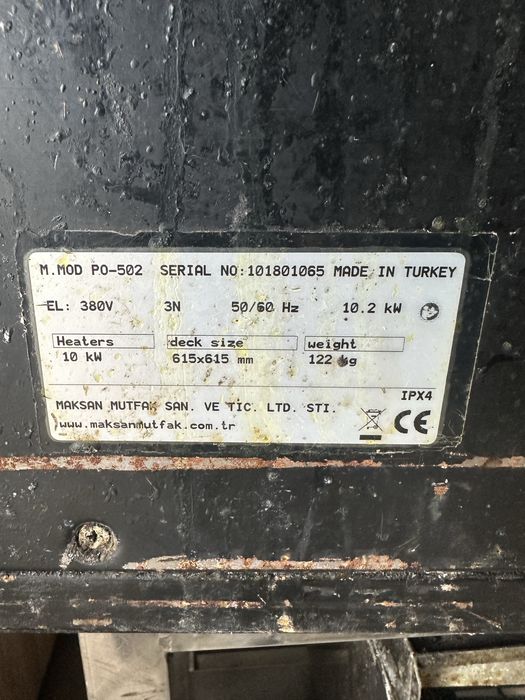 M.MOD PO-502 SERIAL NO:101801065 MADE IN TURKEY
EL: 380V 3N 50/60 Hz 10.2 kW
Heaters deck size weight
10 kW 615x615 mm 122 kg
IPX4
MAKSAN MUTFAK SAN. VE TIC. LTD. STI.
www.maksanmutfak.com.tr CE